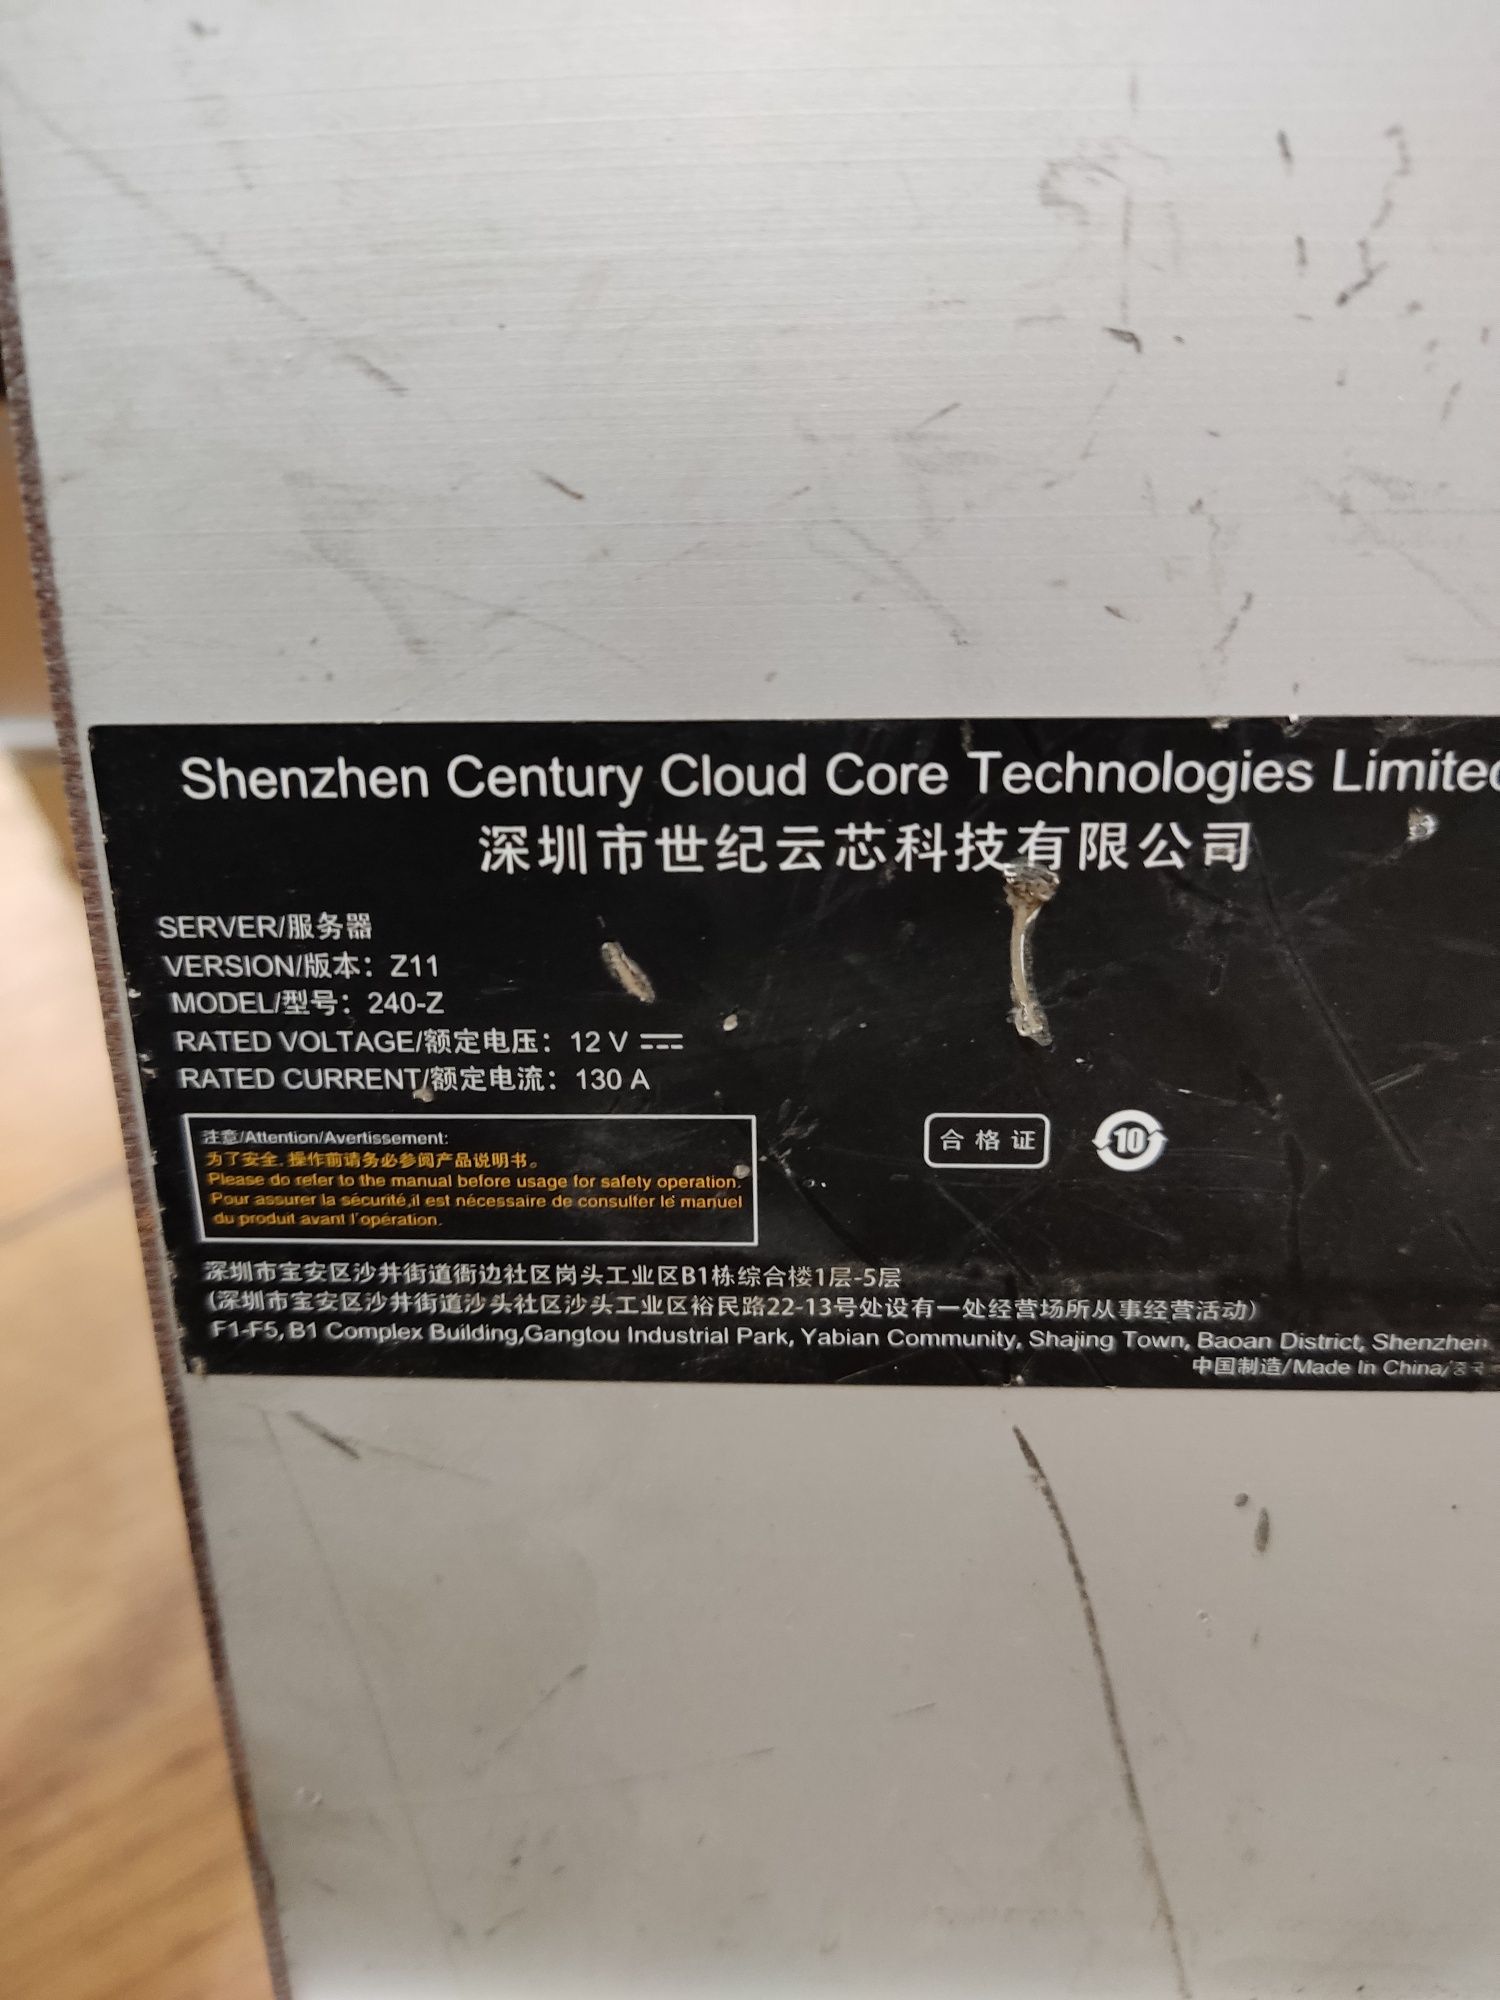 Shenzhen Century Cloud Core Technologies Limited
深圳市世纪云芯科技有限公司
SERVER/服务器
VERSION/版本：Z11
MODEL/型号：240-Z
RATED VOLTAGE/额定电压：12 V
RATED CURRENT/额定电流：130 A
注意/Attention/Avertissement:
为了安全,操作前请务必参阅产品说明书。
Please do refer to the manual before usage for safety operation.
Pour assurer la sécurité,il est nécessaire de consulter le manuel
du produit avant l'opération.
合格证
10
深圳市宝安区沙井街道衙边社区岗头工业区B1栋综合楼1层-5层
(深圳市宝安区沙井街道沙头社区沙头工业区裕民路22-13号处设有一处经营场所从事经营活动)
F1-F5, B1 Complex Building,Gangtou Industrial Park, Yabian Community, Shajing Town, Baoan District, Shenzhen
中国制造/Made In China/중국